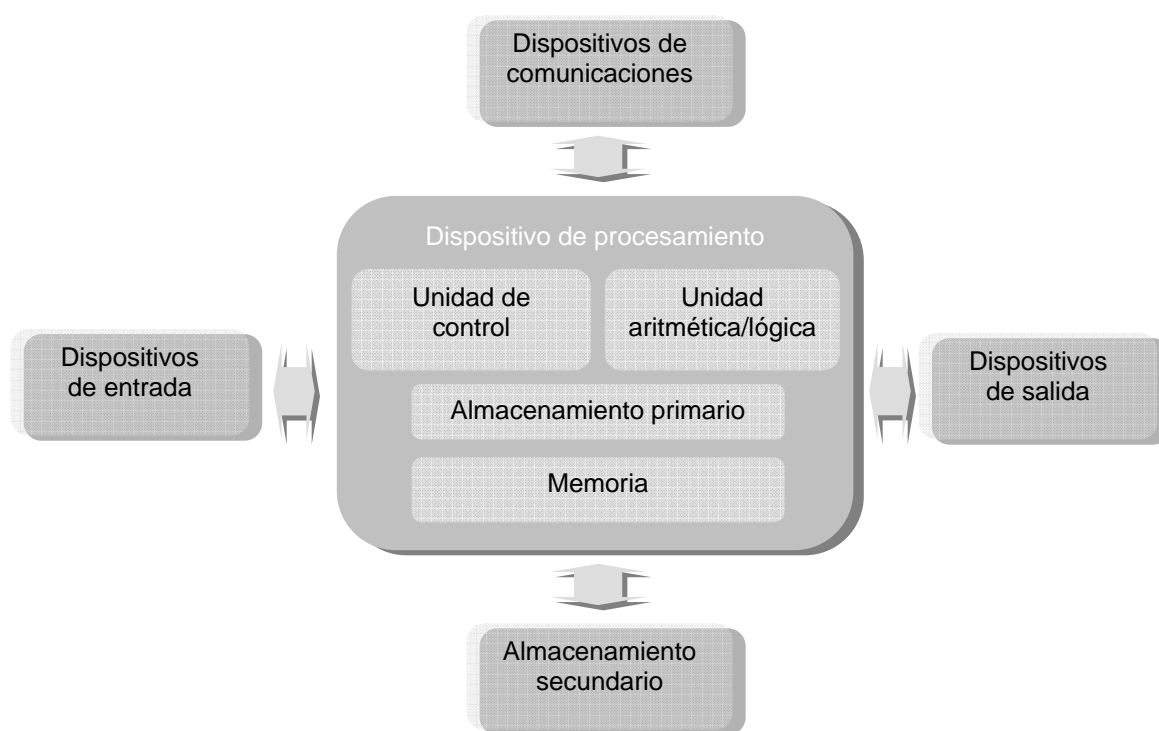 Dispositivos de
comunicaciones
Dispositivo de procesamiento
Unidad de
control
Unidad
aritmética/lógica
Dispositivos
de entrada
Almacenamiento primario
Memoria
Dispositivos
de salida
Almacenamiento
secundario